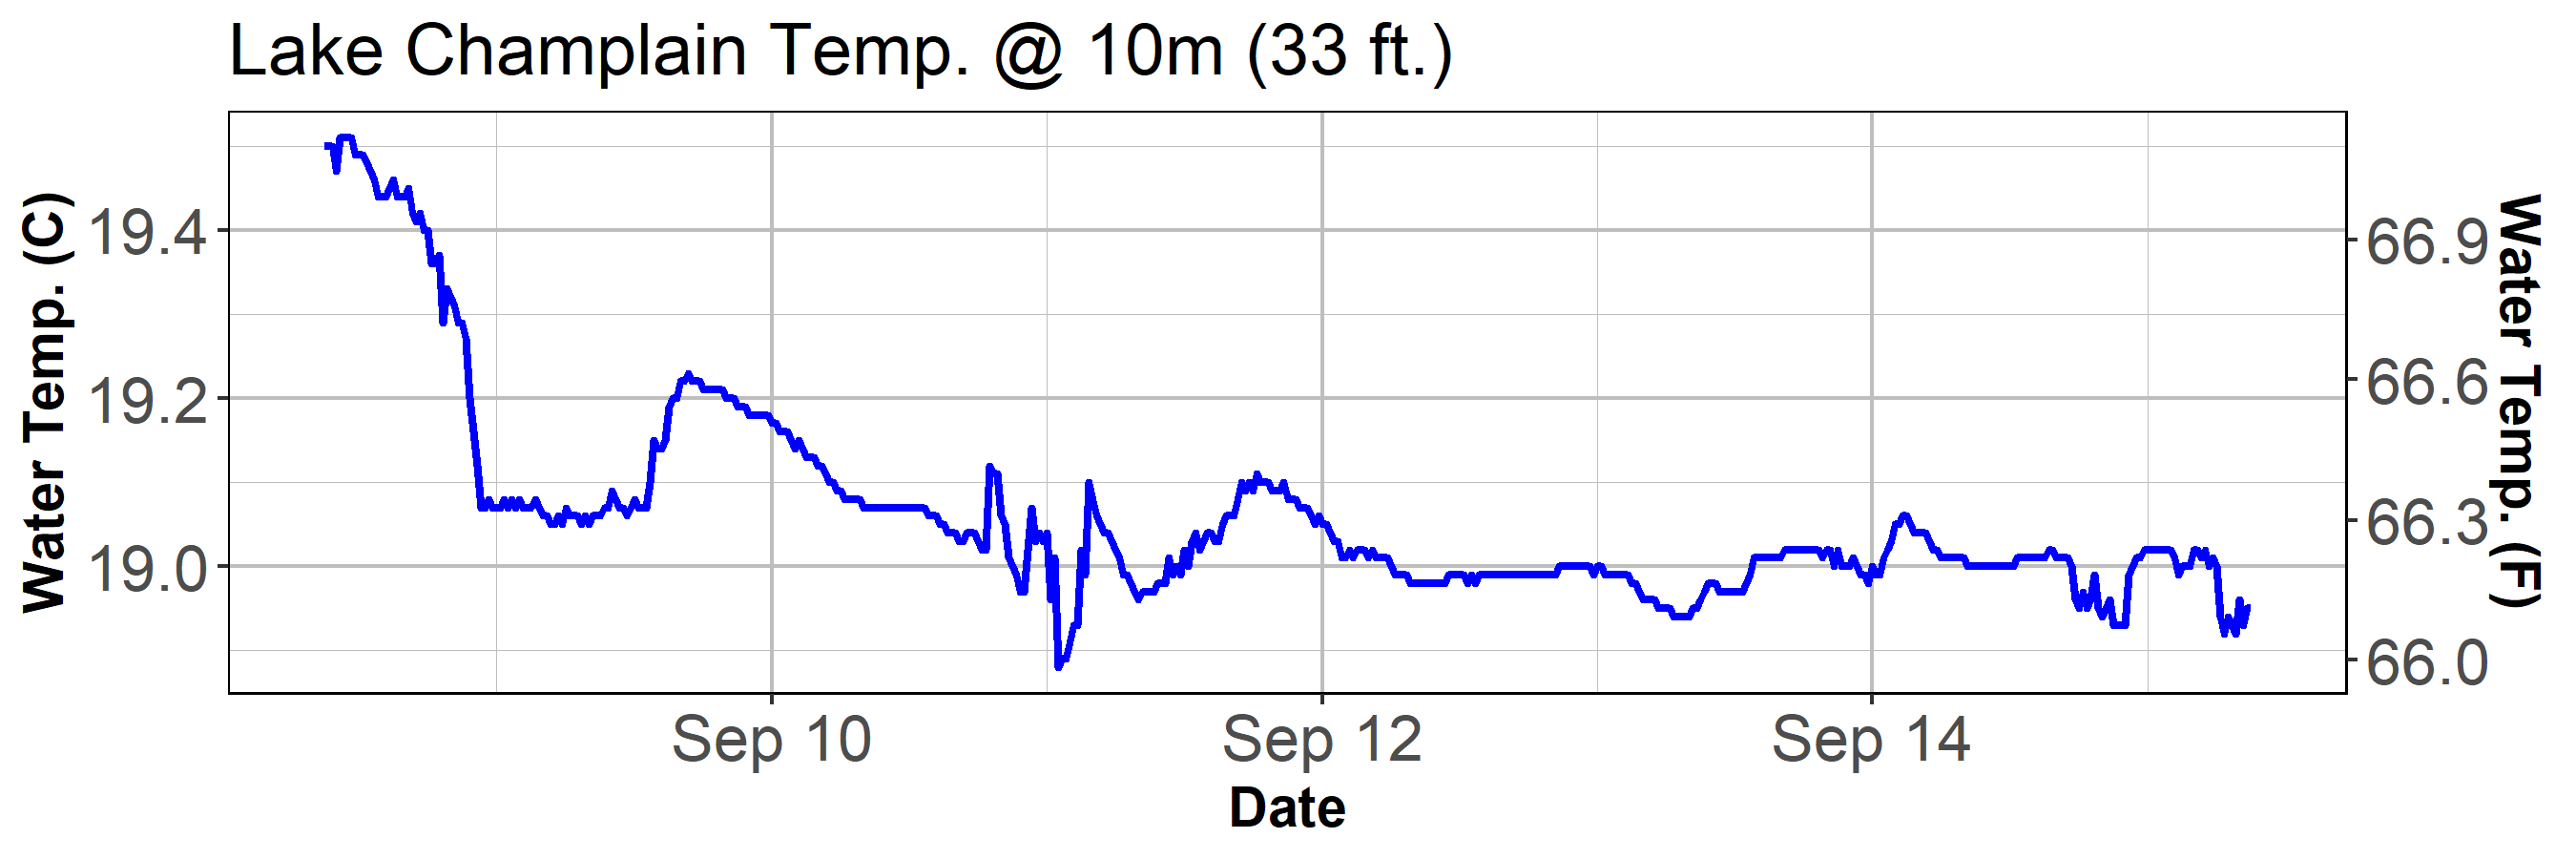 Lake Champlain Temp. @ 10m (33 ft.)
Water Temp. (C)
19.4
19.2
19.0
66.9
66.6
66.3
66.0
Water Temp. (F)
Sep 10
Sep 12
Sep 14
Date